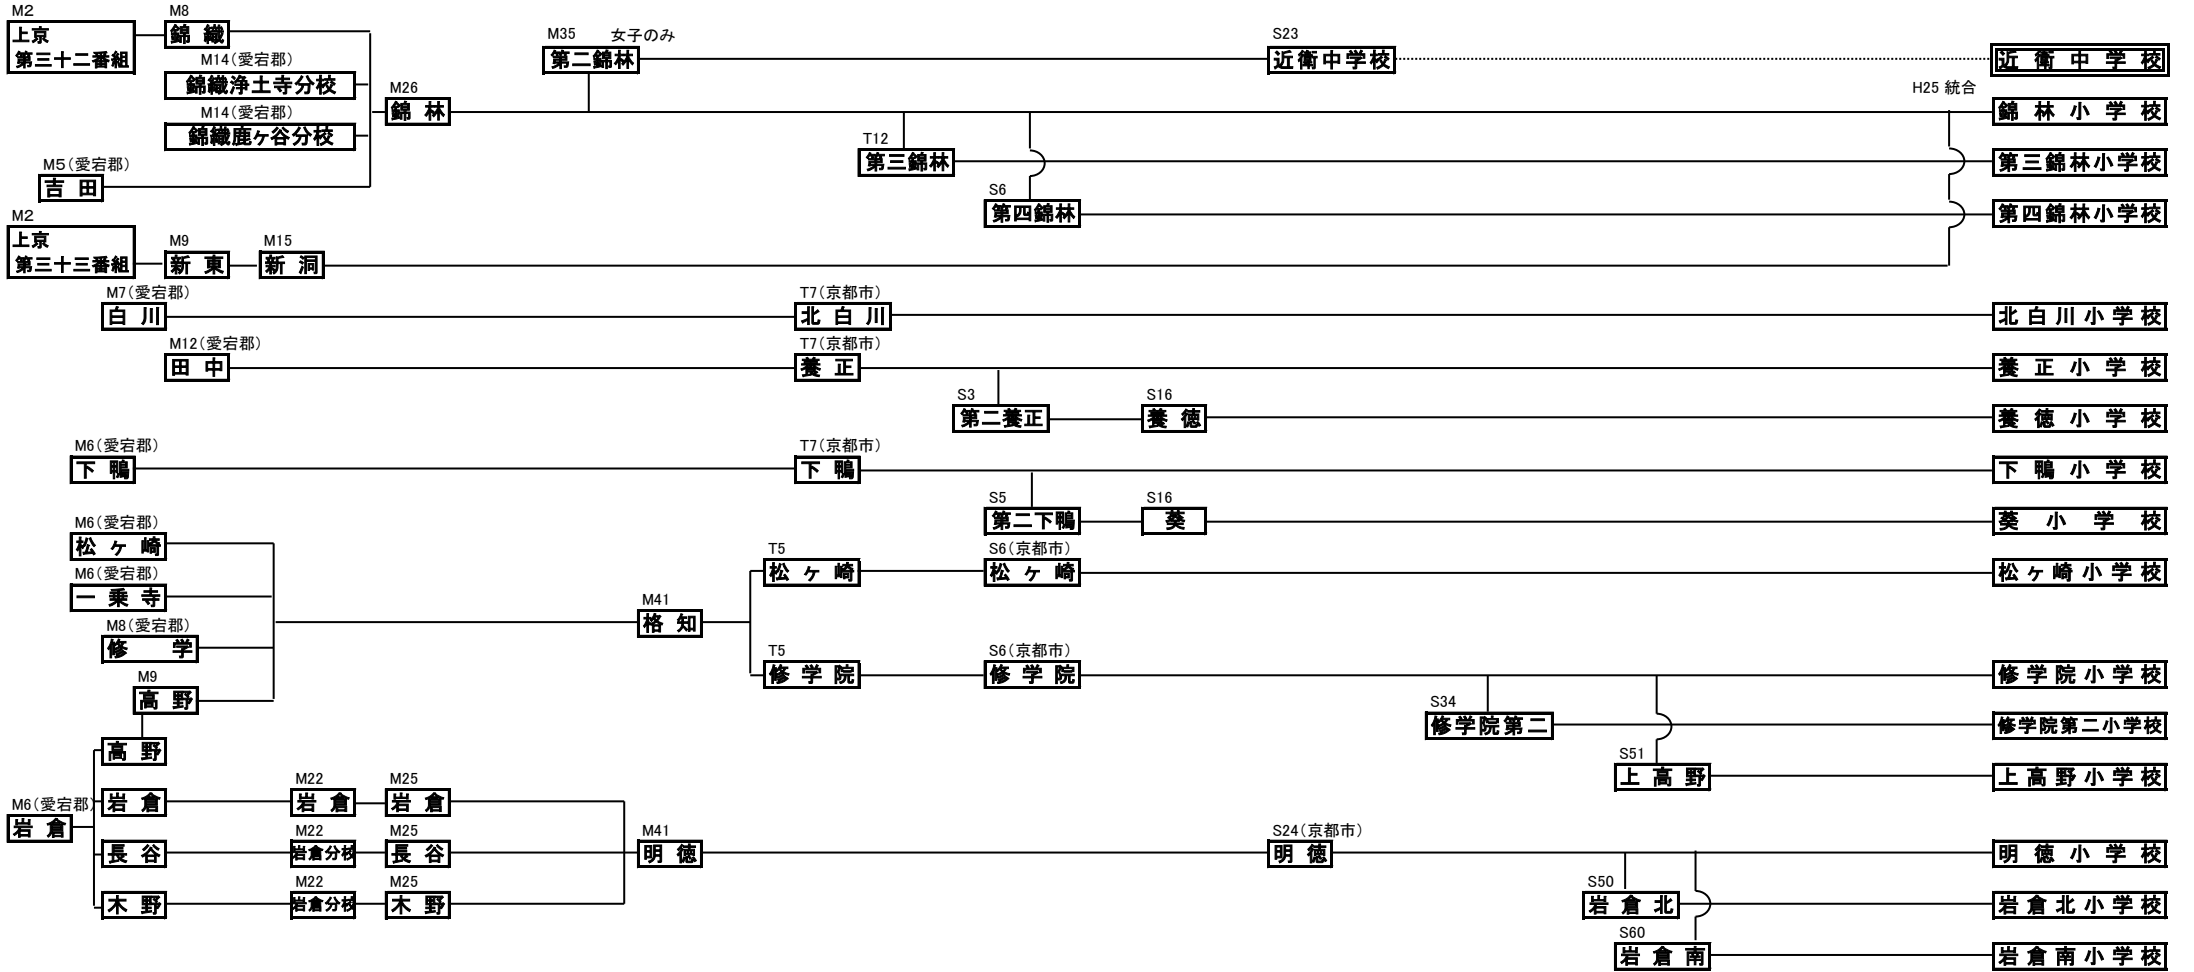 M2
上京
第三十二番組
M8
錦織
M14(愛宕郡)
錦織浄土寺分校
M14(愛宕郡)
錦織鹿ヶ谷分校
M5(愛宕郡)
吉田
M26
錦林
M35 女子のみ
第二錦林
S23
近衛中学校
近衛中学校
H25 統合
錦林小学校
T12
第三錦林
第三錦林小学校
S6
第四錦林
第四錦林小学校
M2
上京
第三十三番組
M9
新東
M15
新洞
M7(愛宕郡)
白川
T7(京都市)
北白川
北白川小学校
M12(愛宕郡)
田中
T7(京都市)
養正
養正小学校
S3
第二養正
S16
養徳
養徳小学校
M6(愛宕郡)
下鴨
T7(京都市)
下鴨
下鴨小学校
S5
第二下鴨
S16
葵
葵小学校
M6(愛宕郡)
松ヶ崎
M6(愛宕郡)
一乗寺
M8(愛宕郡)
修学
M9
高野
M41
格知
T5
松ヶ崎
S6(京都市)
松ヶ崎
松ヶ崎小学校
T5
修学院
S6(京都市)
修学院
修学院小学校
S34
修学院第二
修学院第二小学校
S51
上高野
上高野小学校
M6(愛宕郡)
岩倉
高野
岩倉
M22
岩倉
M25
岩倉
長谷
M22
岩倉分校
M25
長谷
木野
M22
岩倉分校
M25
木野
M41
明徳
S24(京都市)
明徳
明徳小学校
S50
岩倉北
岩倉北小学校
S60
岩倉南
岩倉南小学校